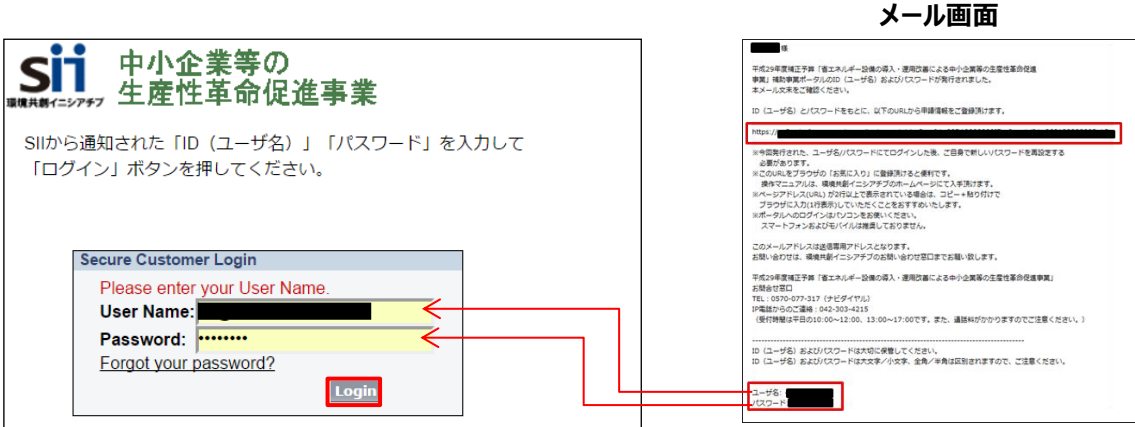 メール画面
sii
環境共創イニシアチブ
中小企業等の
生産性革命促進事業
SIIから通知された「ID（ユーザ名）」「パスワード」を入力して
「ログイン」ボタンを押してください。
Secure Customer Login
Please enter your User Name.
User Name:
Password: ••••••••
Forgot your password?
Login
様
平成29年度補正予算「省エネルギー設備の導入・運用改善による中小企業等の生産性革命促進
事業」補助事業ポータルのID（ユーザ名）およびパスワードが発行されました。
本メール文末をご確認ください。
ID（ユーザ名）とパスワードをもとに、以下のURLから申請情報をご登録頂けます。
https://
※今回発行された、ユーザ名/パスワードにてログインした後、ご自身で新しいパスワードを再設定する
必要があります。
※このURLをブラウザの「お気に入り」に登録頂けると便利です。
操作マニュアルは、環境共創イニシアチブのホームページにて入手頂けます。
※ページアドレス(URL) が2行以上で表示されている場合は、コピー＋貼り付けで
ブラウザに入力(1行表示)していただくことをおすすめいたします。
※ポータルへのログインはパソコンをお使いください。
スマートフォンおよびモバイルは推奨しておりません。
このメールアドレスは送信専用アドレスとなります。
お問い合わせは、環境共創イニシアチブのお問い合わせ窓口までお願い致します。
平成29年度補正予算「省エネルギー設備の導入・運用改善による中小企業等の生産性革命促進事業」
お問合せ窓口
TEL：0570-077-317（ナビダイヤル）
IP電話からのご連絡：042-303-4215
（受付時間は平日の10:00～12:00、13:00～17:00です。また、通話料がかかりますのでご注意ください。）
ID（ユーザ名）およびパスワードは大切に保管してください。
ID（ユーザ名）およびパスワードは大文字／小文字、全角／半角は区別されますので、ご注意ください。
ユーザ名:
パスワード